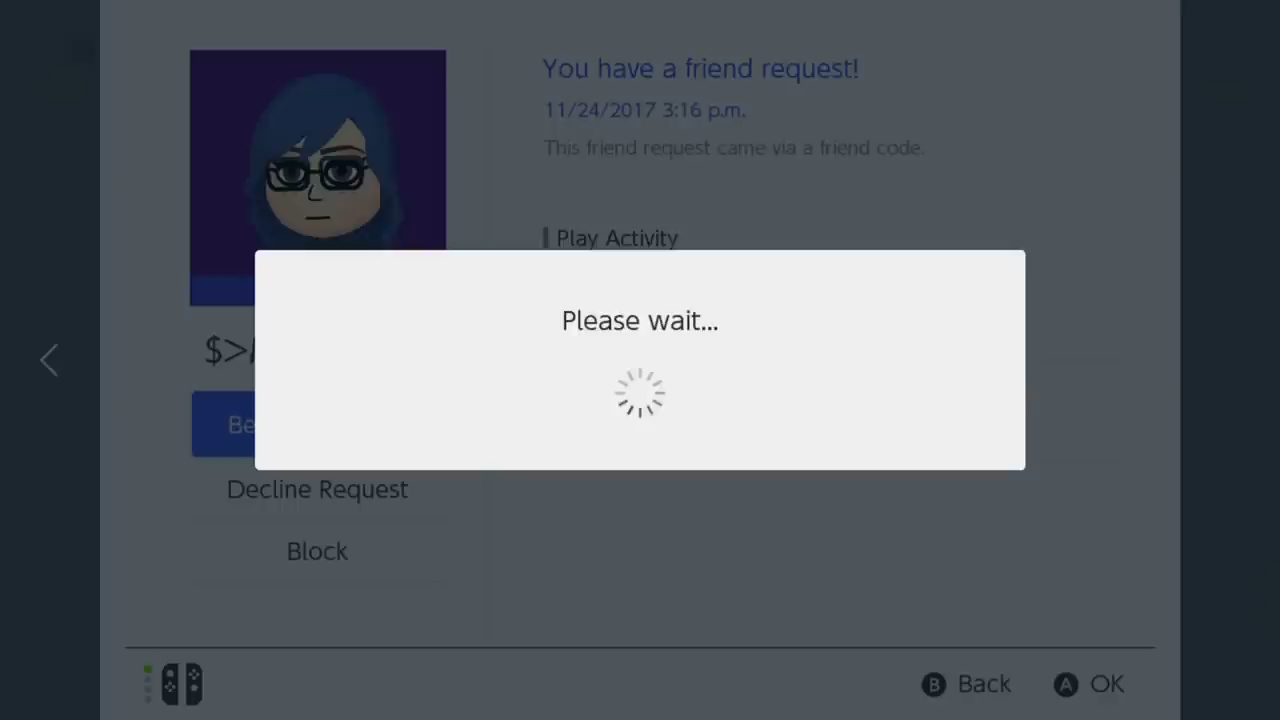 You have a friend request!
11/24/2017 3:16 p.m.
This friend request came via a friend code.
Play Activity
Please wait...
$>
Be
Decline Request
Block
B Back
A OK